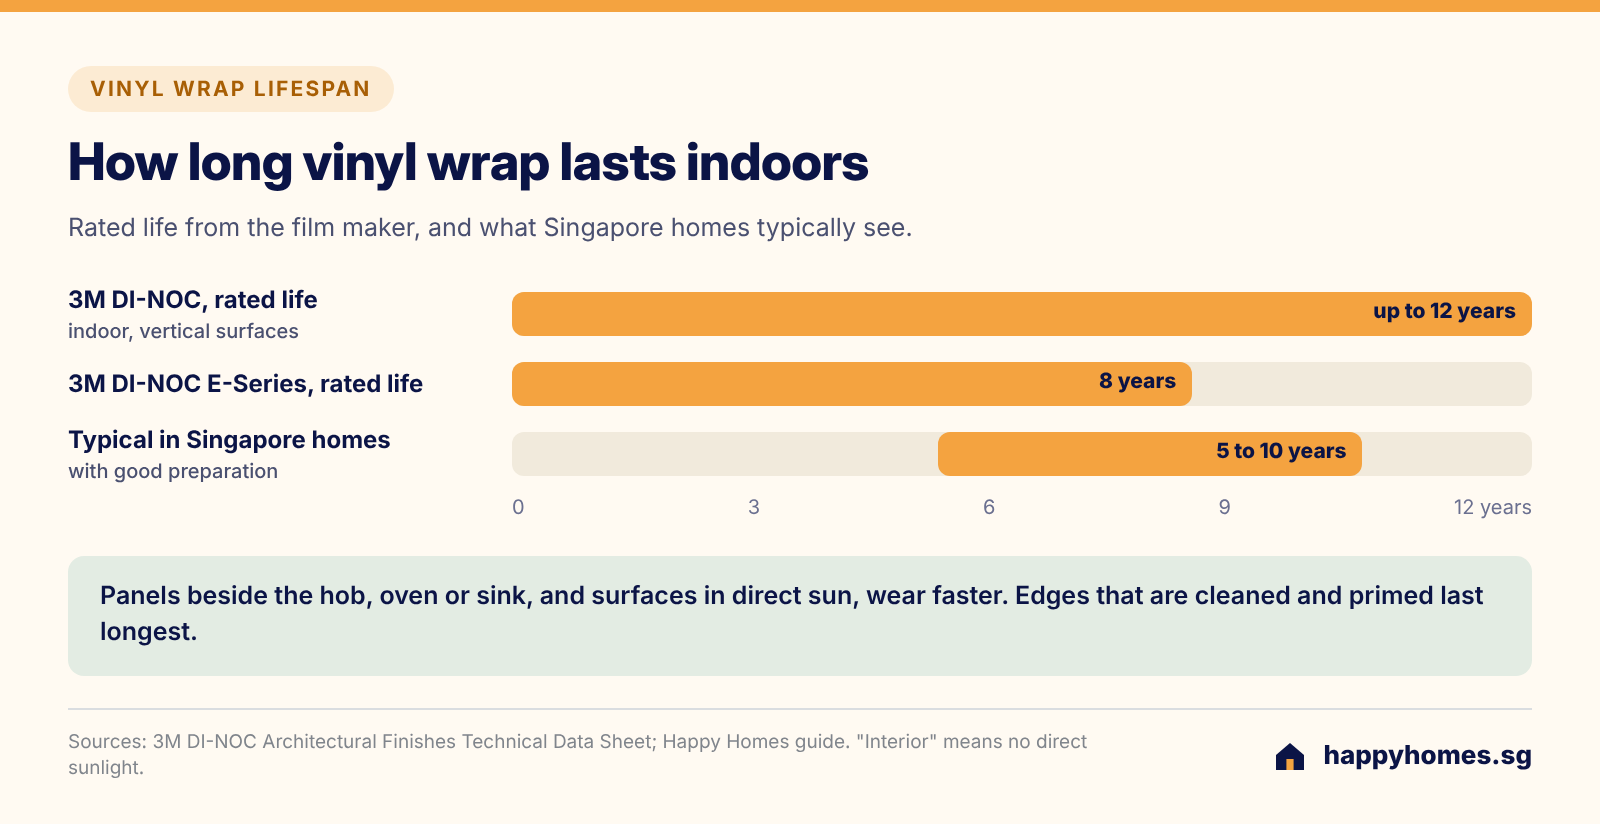 VINYL WRAP LIFESPAN
How long vinyl wrap lasts indoors
Rated life from the film maker, and what Singapore homes typically see.
3M DI-NOC, rated life
indoor, vertical surfaces
up to 12 years
3M DI-NOC E-Series, rated life
8 years
Typical in Singapore homes
with good preparation
5 to 10 years
0 3 6 9 12 years
Panels beside the hob, oven or sink, and surfaces in direct sun, wear faster. Edges that are cleaned and primed last
longest.
Sources: 3M DI-NOC Architectural Finishes Technical Data Sheet; Happy Homes guide. "Interior" means no direct
sunlight.
happyhomes.sg